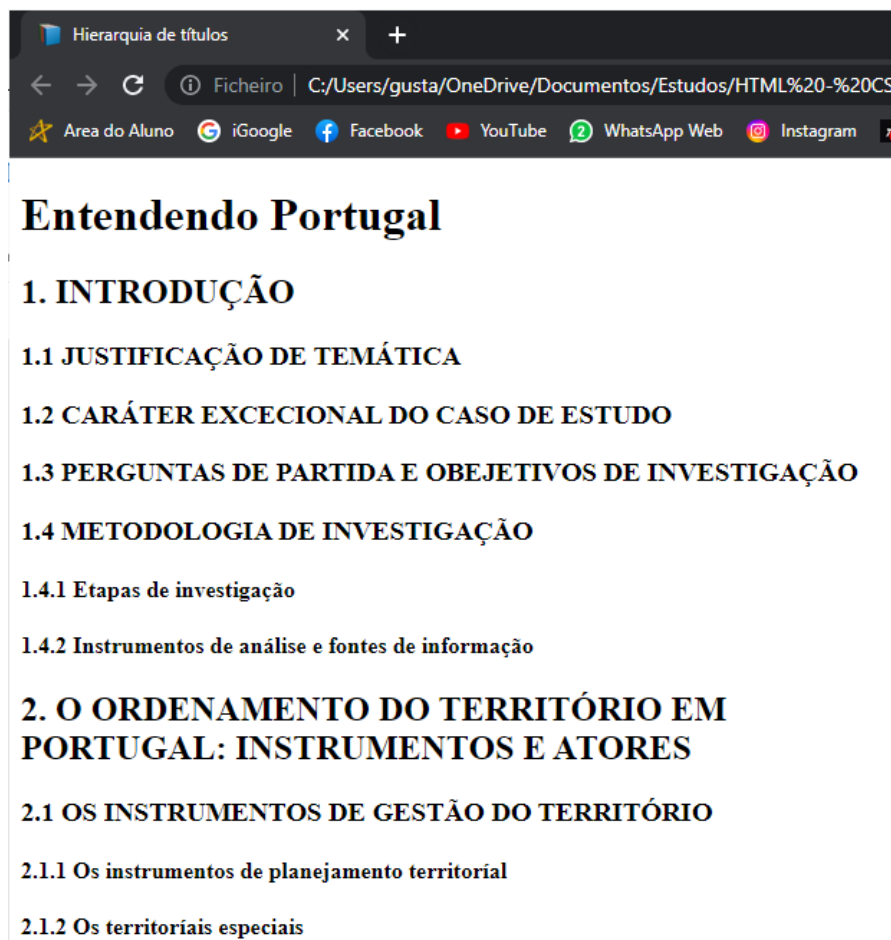 Hierarquia de títulos
Ficheiro
C:/Users/gusta/OneDrive/Documentos/Estudos/HTML%20-%20CS
Area do Aluno iGoogle Facebook YouTube 2 WhatsApp Web Instagram
Entendendo Portugal
1. INTRODUÇÃO
1.1 JUSTIFICAÇÃO DE TEMÁTICA
1.2 CARÁTER EXCECIONAL DO CASO DE ESTUDO
1.3 PERGUNTAS DE PARTIDA E OBEJETIVOS DE INVESTIGAÇÃO
1.4 METODOLOGIA DE INVESTIGAÇÃO
1.4.1 Etapas de investigação
1.4.2 Instrumentos de análise e fontes de informação
2. O ORDENAMENTO DO TERRITÓRIO EM
PORTUGAL: INSTRUMENTOS E ATORES
2.1 OS INSTRUMENTOS DE GESTÃO DO TERRITÓRIO
2.1.1 Os instrumentos de planejamento territoríal
2.1.2 Os territoríais especiais